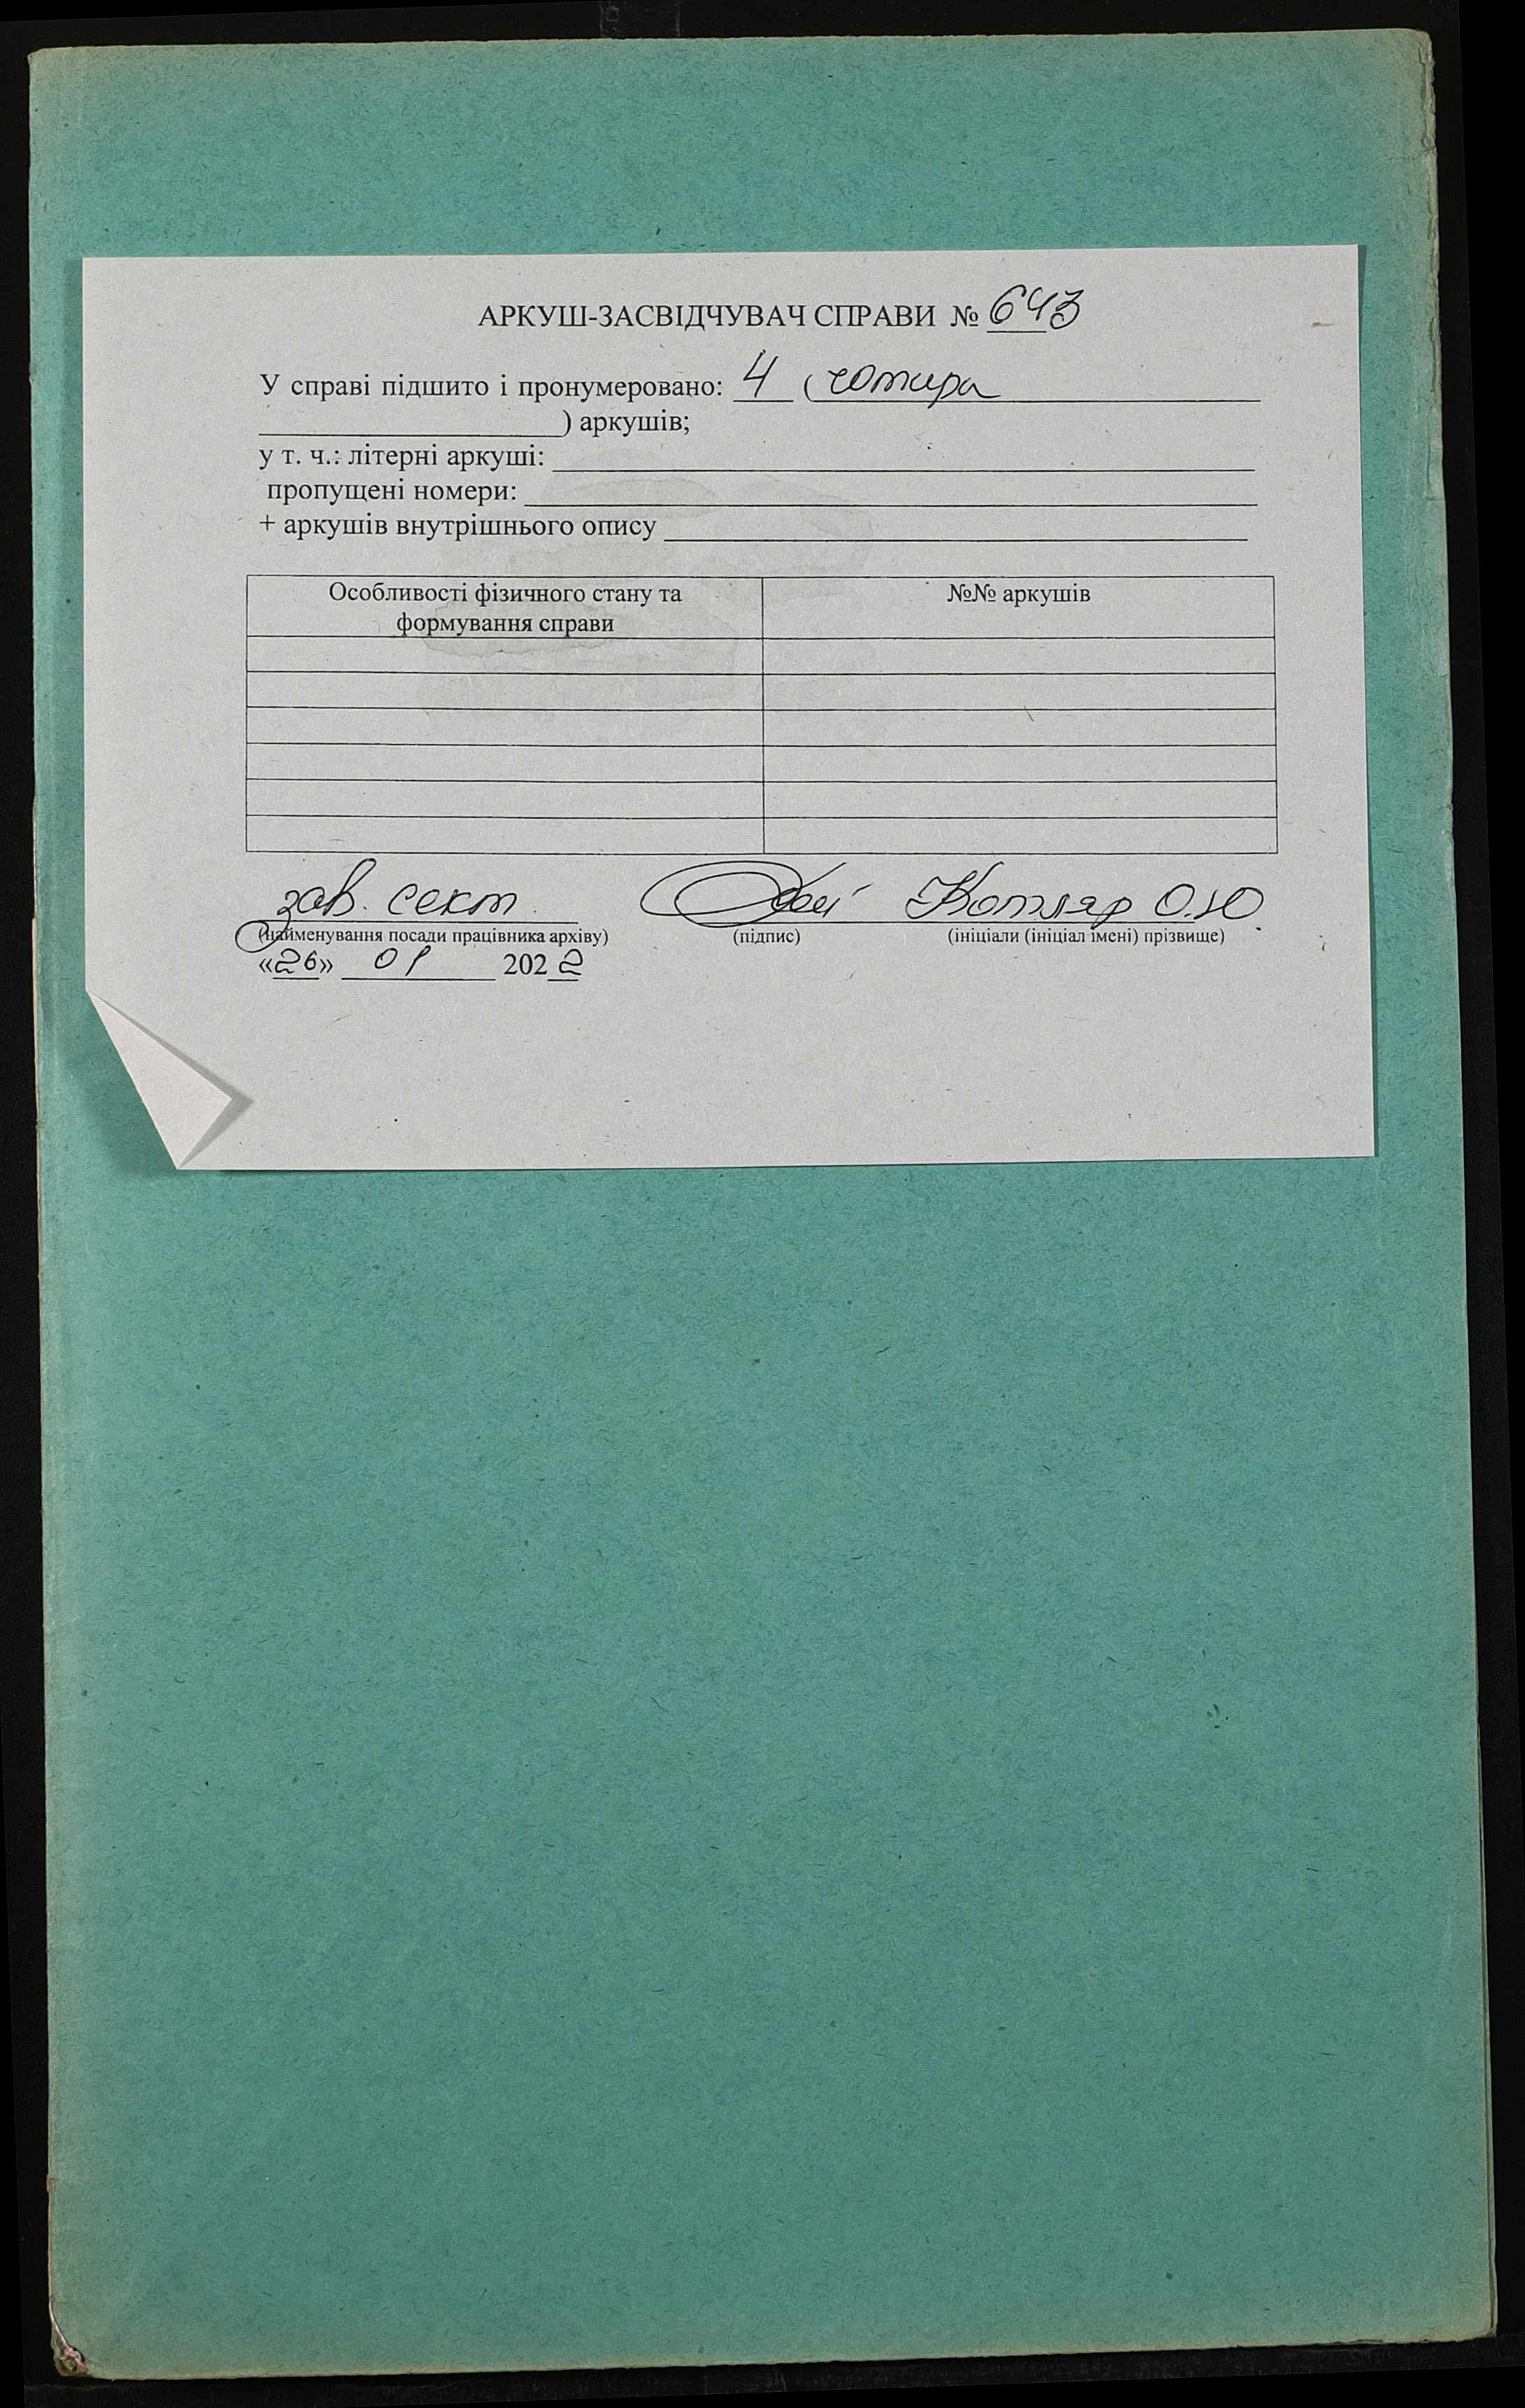 АРКУШ-ЗАСВІДЧУВАЧ СПРАВИ № 643
У справі підшито і пронумеровано: 4 (чотири
) аркушів;
у т. ч.: літерні аркуші:
пропущені номери:
+ аркушів внутрішнього опису
Особливості фізичного стану та №№ аркушів
формування справи
зав. сект. Котляр О.Ю
(найменування посади працівника архіву) (підпис) (ініціали (ініціал імені) прізвище)
«26» 01 2022